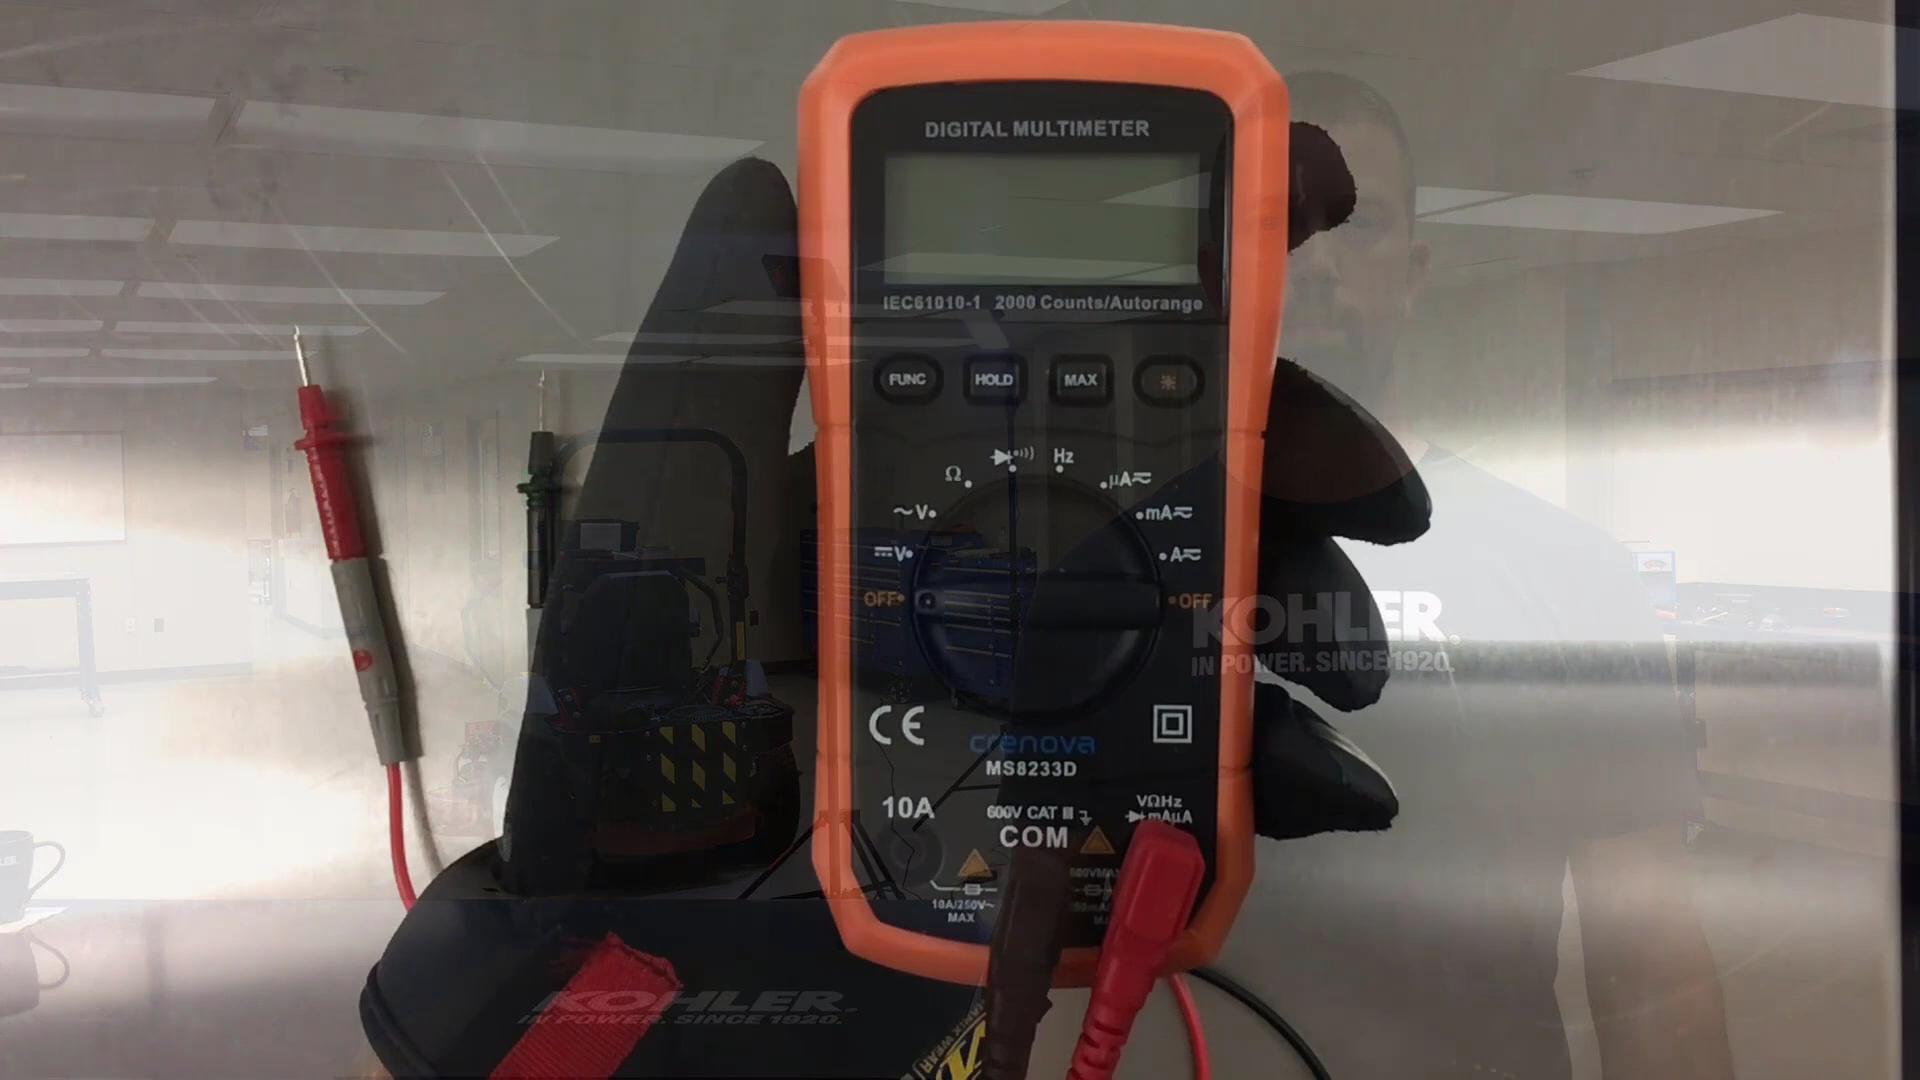 DIGITAL MULTIMETER
IEC61010-1 2000 Counts/Autorange
FUNC HOLD MAX
Hz
Ω
µA
~V
mA
V
A
OFF
OFF
KOHLER.
IN POWER. SINCE 1920.
CE
crenova
MS8233D
10A
600V CAT III
VΩHz
mAµA
COM
600VMAX
10A/250V~
MAX
KOHLER.
IN POWER. SINCE 1920.
WEAR